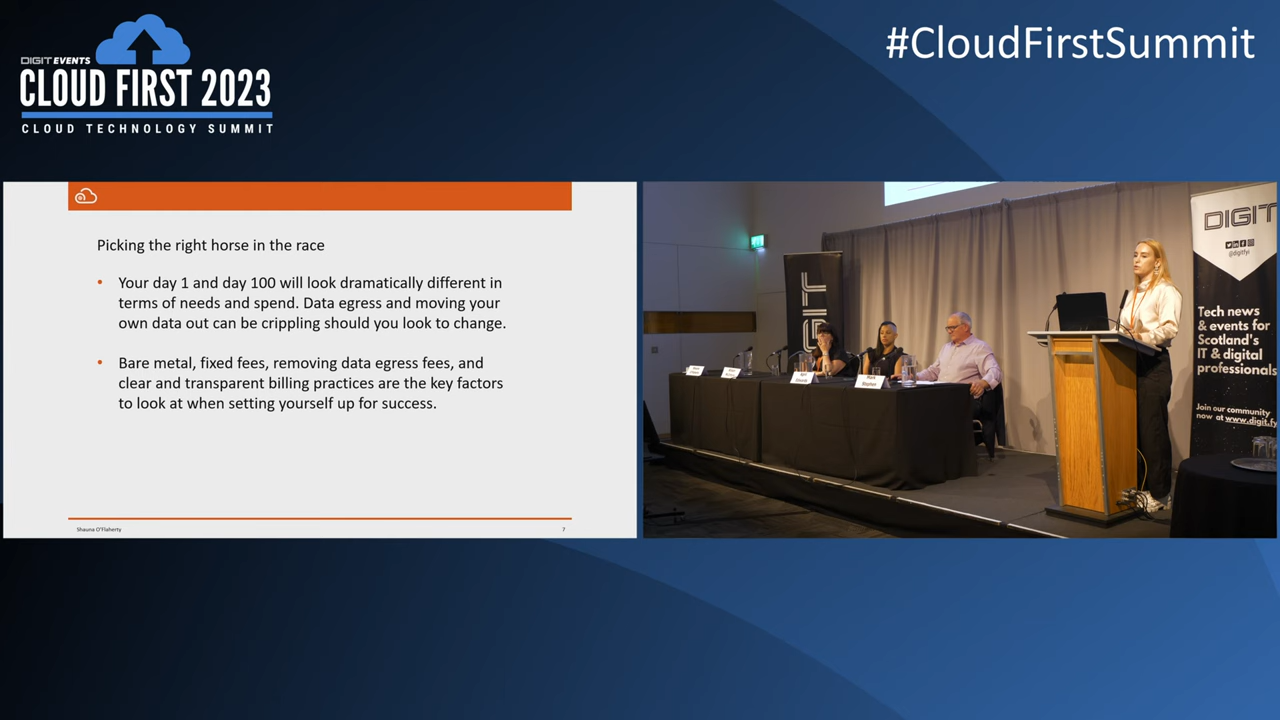 #CloudFirstSummit
DIGIT EVENTS
CLOUD FIRST 2023
CLOUD TECHNOLOGY SUMMIT
Picking the right horse in the race
• Your day 1 and day 100 will look dramatically different in
terms of needs and spend. Data egress and moving your
own data out can be crippling should you look to change.
• Bare metal, fixed fees, removing data egress fees, and
clear and transparent billing practices are the key factors
to look at when setting yourself up for success.
Shauna O'Flaherty
7
DIGIT
Mark
Stephen
DIGIT
@digitfyi
Tech news
& events for
Scotland's
IT & digital
professionals
Join our community
now at www.digit.fy